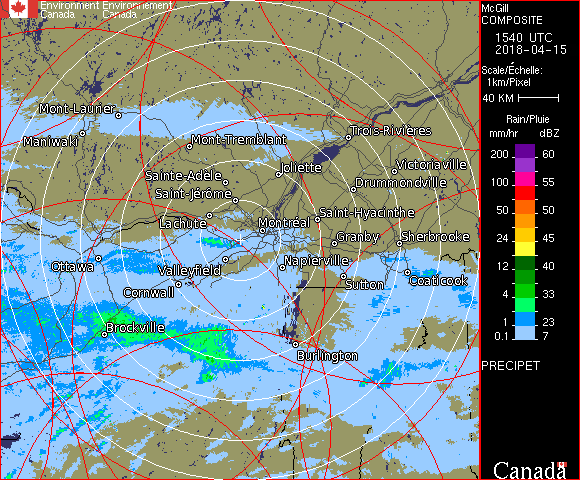 Environment Environnement
Canada Canada
McGill
COMPOSITE
1540 UTC
2018-04-15
Scale/Échelle:
1km/Pixel
40 KM
Rain/Pluie
mm/hr dBZ
200 60
150 57
100 55
50 50
24 45
12 40
4 33
1 23
0.1 7
PRECIPET
Mont-Laurier
Maniwaki
Mont-Tremblant
Trois-Rivières
Joliette
Victoriaville
Sainte-Adèle
Drummondville
Saint-Jérôme
Lachute
Saint-Hyacinthe
Montréal
Granby
Sherbrooke
Ottawa
Valleyfield
Napierville
Cornwall
Sutton
Coaticook
Brockville
Burlington
Canada